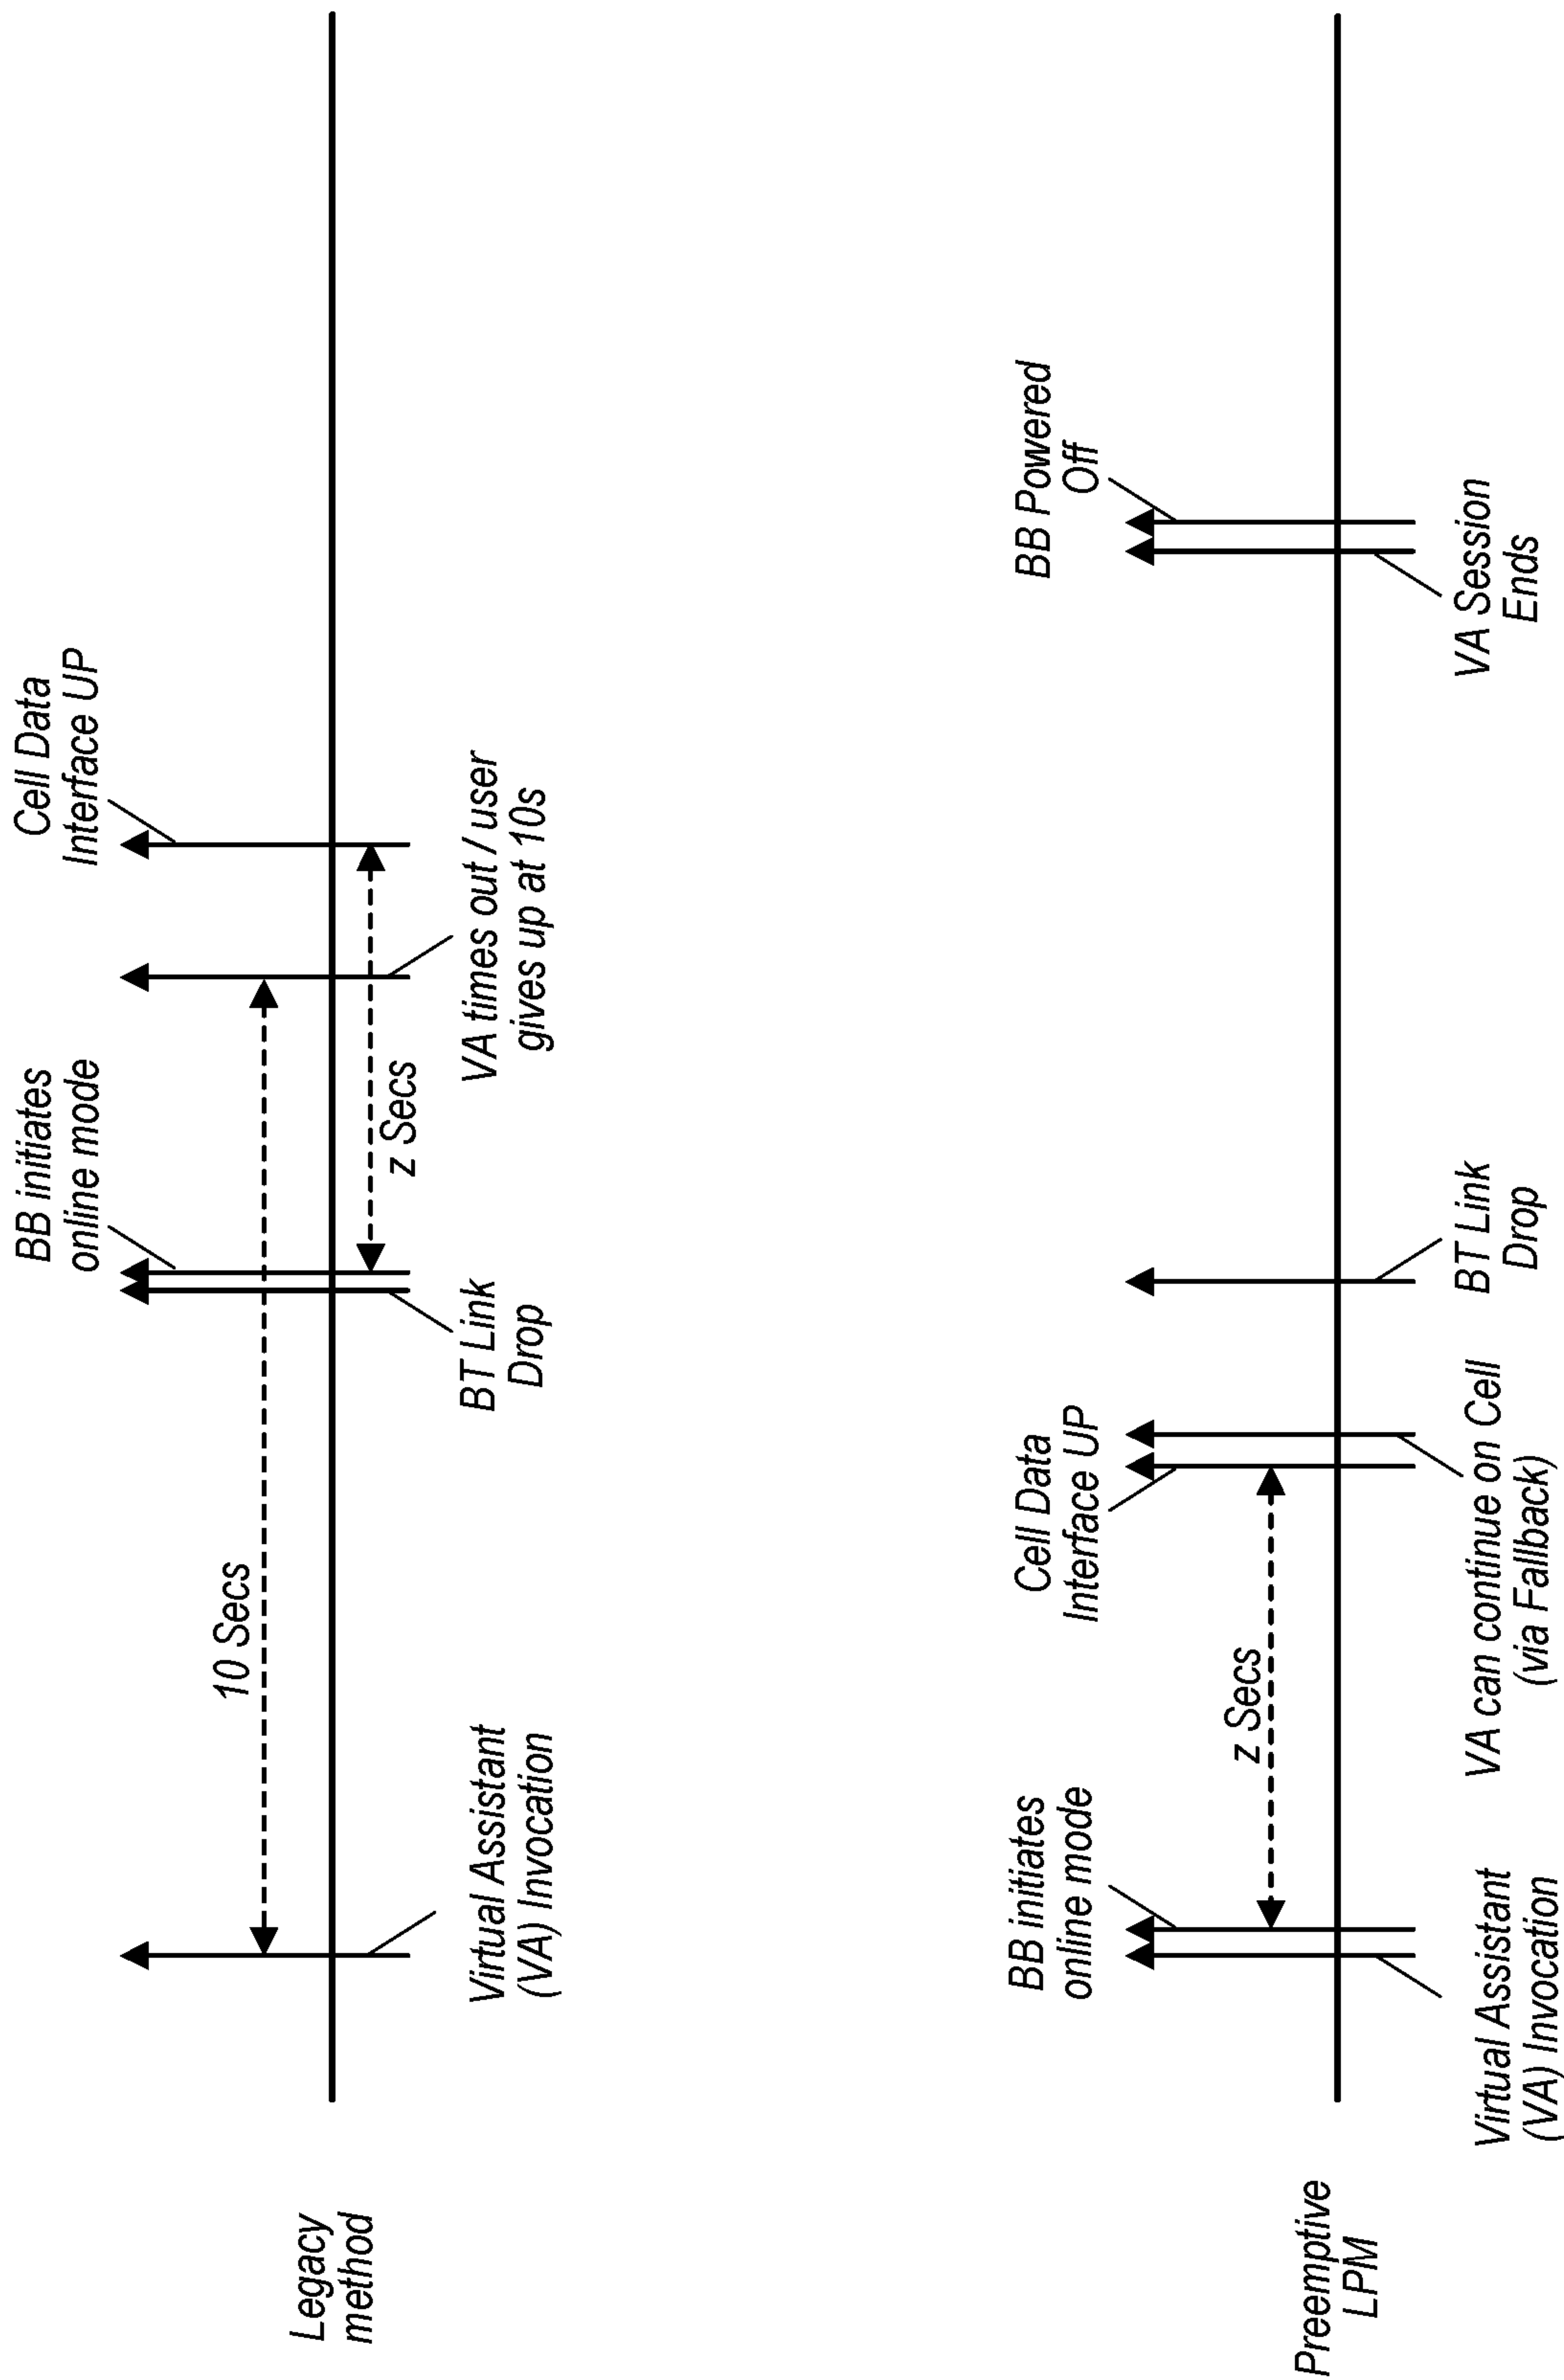 Legacy
method
Virtual Assistant
(VA) Invocation
10 Secs
BT Link
Drop
BB initiates
online mode
z Secs
VA times out / user
gives up at 10s
Cell Data
Interface UP
Preemptive
LPM
Virtual Assistant
(VA) Invocation
BB initiates
online mode
z Secs
Cell Data
Interface UP
VA can continue on Cell
(via Fallback)
BT Link
Drop
VA Session
Ends
BB Powered
Off